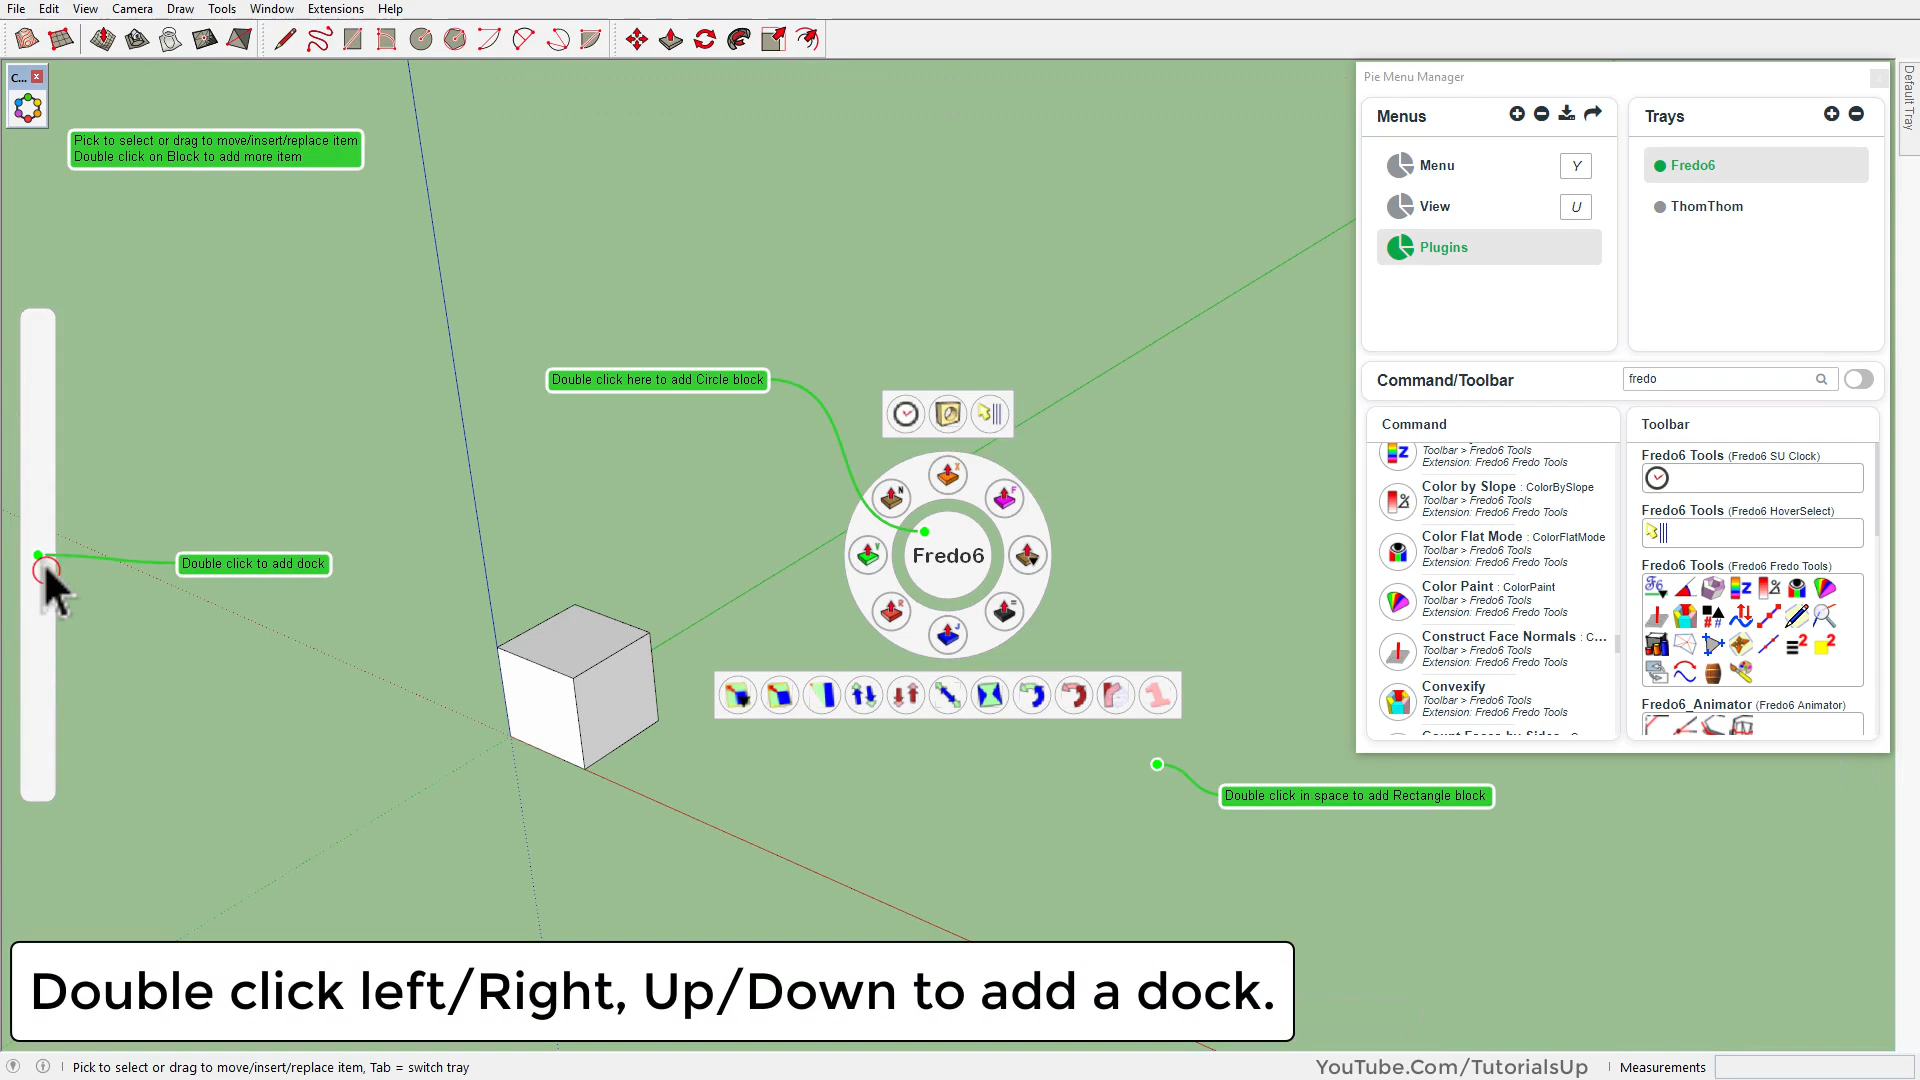 File Edit View Camera Draw Tools Window Extensions Help
C...
Pick to select or drag to move/insert/replace item
Double click on Block to add more item
Double click here to add Circle block
Double click to add dock
Fredo6
Double click in space to add Rectangle block
Pie Menu Manager
Menus
Menu Y
View U
Plugins
Trays
Fredo6
ThomThom
Default Tray
Command/Toolbar
fredo
Command
Toolbar > Fredo6 Tools
Extension: Fredo6 Fredo Tools
Color by Slope : ColorBySlope
Toolbar > Fredo6 Tools
Extension: Fredo6 Fredo Tools
Color Flat Mode : ColorFlatMode
Toolbar > Fredo6 Tools
Extension: Fredo6 Fredo Tools
Color Paint : ColorPaint
Toolbar > Fredo6 Tools
Extension: Fredo6 Fredo Tools
Construct Face Normals : C...
Toolbar > Fredo6 Tools
Extension: Fredo6 Fredo Tools
Convexify
Toolbar > Fredo6 Tools
Extension: Fredo6 Fredo Tools
Toolbar
Fredo6 Tools (Fredo6 SU Clock)
Fredo6 Tools (Fredo6 HoverSelect)
Fredo6 Tools (Fredo6 Fredo Tools)
Fredo6_Animator (Fredo6 Animator)
Double click left/Right, Up/Down to add a dock.
Pick to select or drag to move/insert/replace item, Tab = switch tray
YouTube.Com/TutorialsUp
Measurements